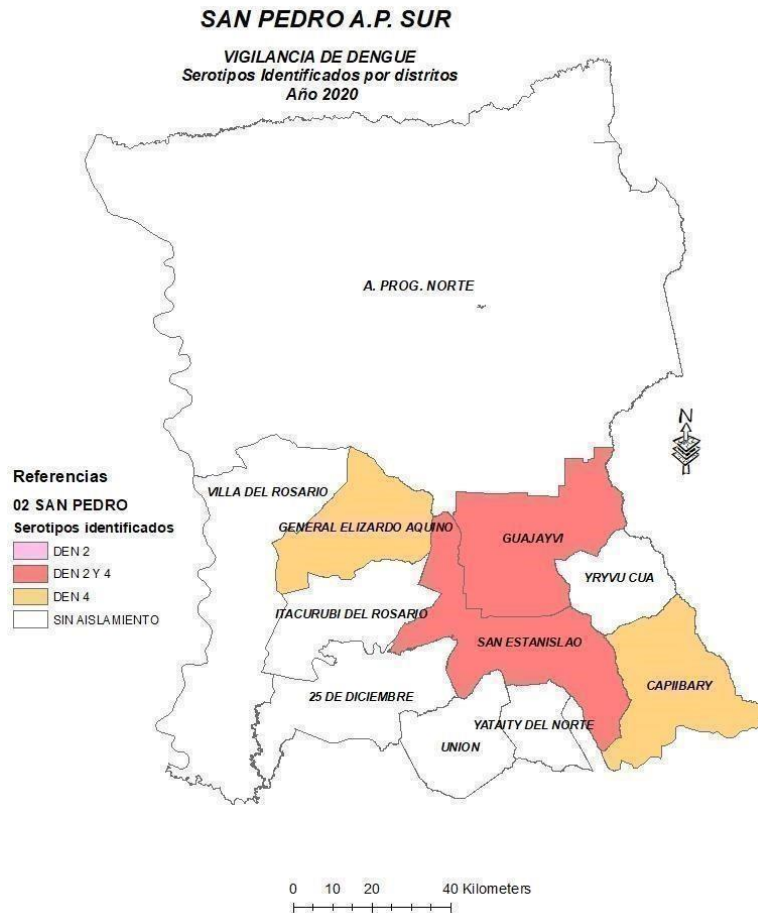 SAN PEDRO A.P. SUR
VIGILANCIA DE DENGUE
Serotipos Identificados por distritos
Año 2020
A. PROG. NORTE
N
Referencias
02 SAN PEDRO
Serotipos identificados
DEN 2
DEN 2 Y 4
DEN 4
SIN AISLAMIENTO
VILLA DEL ROSARIO
GENERAL ELIZARDO AQUINO
GUAJAYVI
YRYVU CUA
ITACURUBI DEL ROSARIO
SAN ESTANISLAO
CAPIIBARY
25 DE DICIEMBRE
YATAITY DEL NORTE
UNION
0 10 20 40 Kilometers